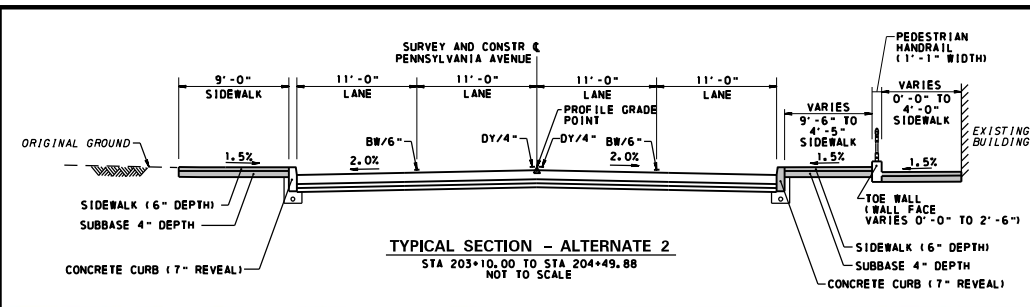 SURVEY AND CONSTR ℄
PENNSYLVANIA AVENUE
PEDESTRIAN
HANDRAIL
(1'-1" WIDTH)
9'-0"
SIDEWALK
11'-0"
LANE
11'-0"
LANE
11'-0"
LANE
11'-0"
LANE
VARIES
9'-6" TO
4'-5"
SIDEWALK
VARIES
0'-0" TO
4'-0"
SIDEWALK
PROFILE GRADE
POINT
EXISTING
BUILDING
ORIGINAL GROUND
1.5%
2.0%
BW/6"
DY/4"
DY/4"
BW/6"
2.0%
1.5%
1.5%
SIDEWALK (6" DEPTH)
SUBBASE 4" DEPTH
CONCRETE CURB (7" REVEAL)
TOE WALL
(WALL FACE
VARIES 0'-0" TO 2'-6")
SIDEWALK (6" DEPTH)
SUBBASE 4" DEPTH
CONCRETE CURB (7" REVEAL)
TYPICAL SECTION - ALTERNATE 2
STA 203+10.00 TO STA 204+49.88
NOT TO SCALE